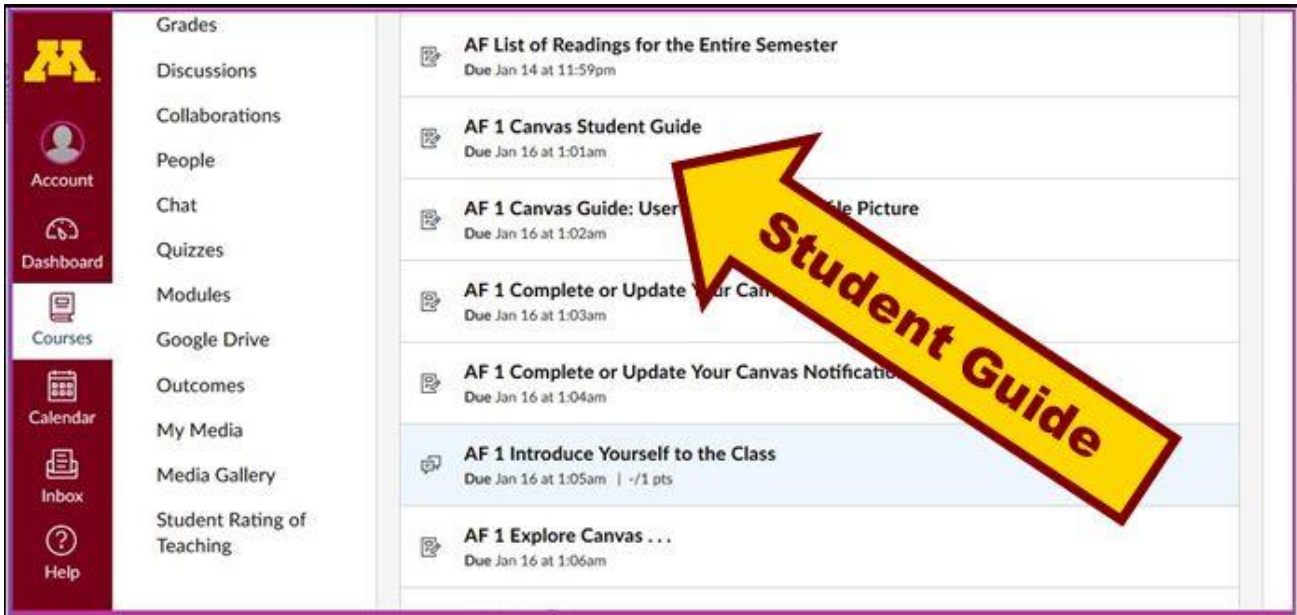 M
Account
Dashboard
Courses
Calendar
Inbox
Help
Grades
Discussions
Collaborations
People
Chat
Quizzes
Modules
Google Drive
Outcomes
My Media
Media Gallery
Student Rating of
Teaching
AF List of Readings for the Entire Semester
Due Jan 14 at 11:59pm
AF 1 Canvas Student Guide
Due Jan 16 at 1:01am
AF 1 Canvas Guide: User Picture
Due Jan 16 at 1:02am
AF 1 Complete or Update
Due Jan 16 at 1:03am
AF 1 Complete or Update Your Canvas
Due Jan 16 at 1:04am
AF 1 Introduce Yourself to the Class
Due Jan 16 at 1:05am | -/1 pts
AF 1 Explore Canvas . . .
Due Jan 16 at 1:06am
Student Guide